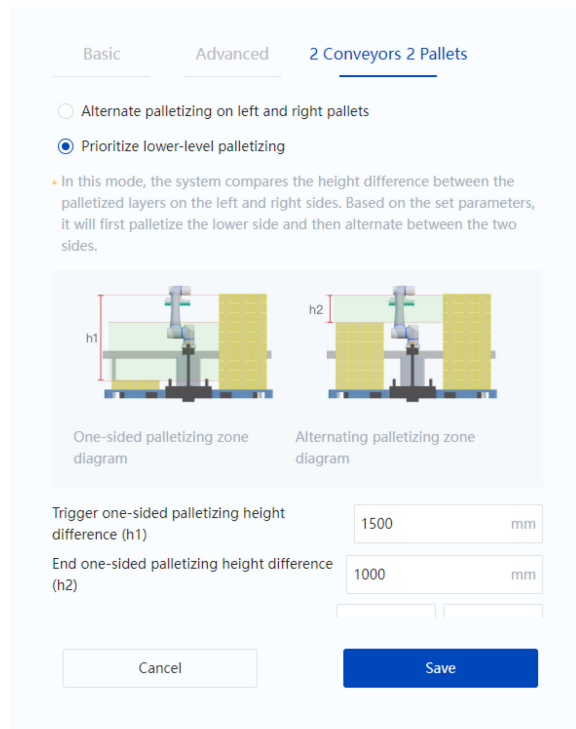 Basic Advanced 2 Conveyors 2 Pallets
Alternate palletizing on left and right pallets
Prioritize lower-level palletizing
In this mode, the system compares the height difference between the
palletized layers on the left and right sides. Based on the set parameters,
it will first palletize the lower side and then alternate between the two
sides.
h1
h2
One-sided palletizing zone
diagram
Alternating palletizing zone
diagram
Trigger one-sided palletizing height
difference (h1)
1500 mm
End one-sided palletizing height difference
(h2)
1000 mm
Cancel Save